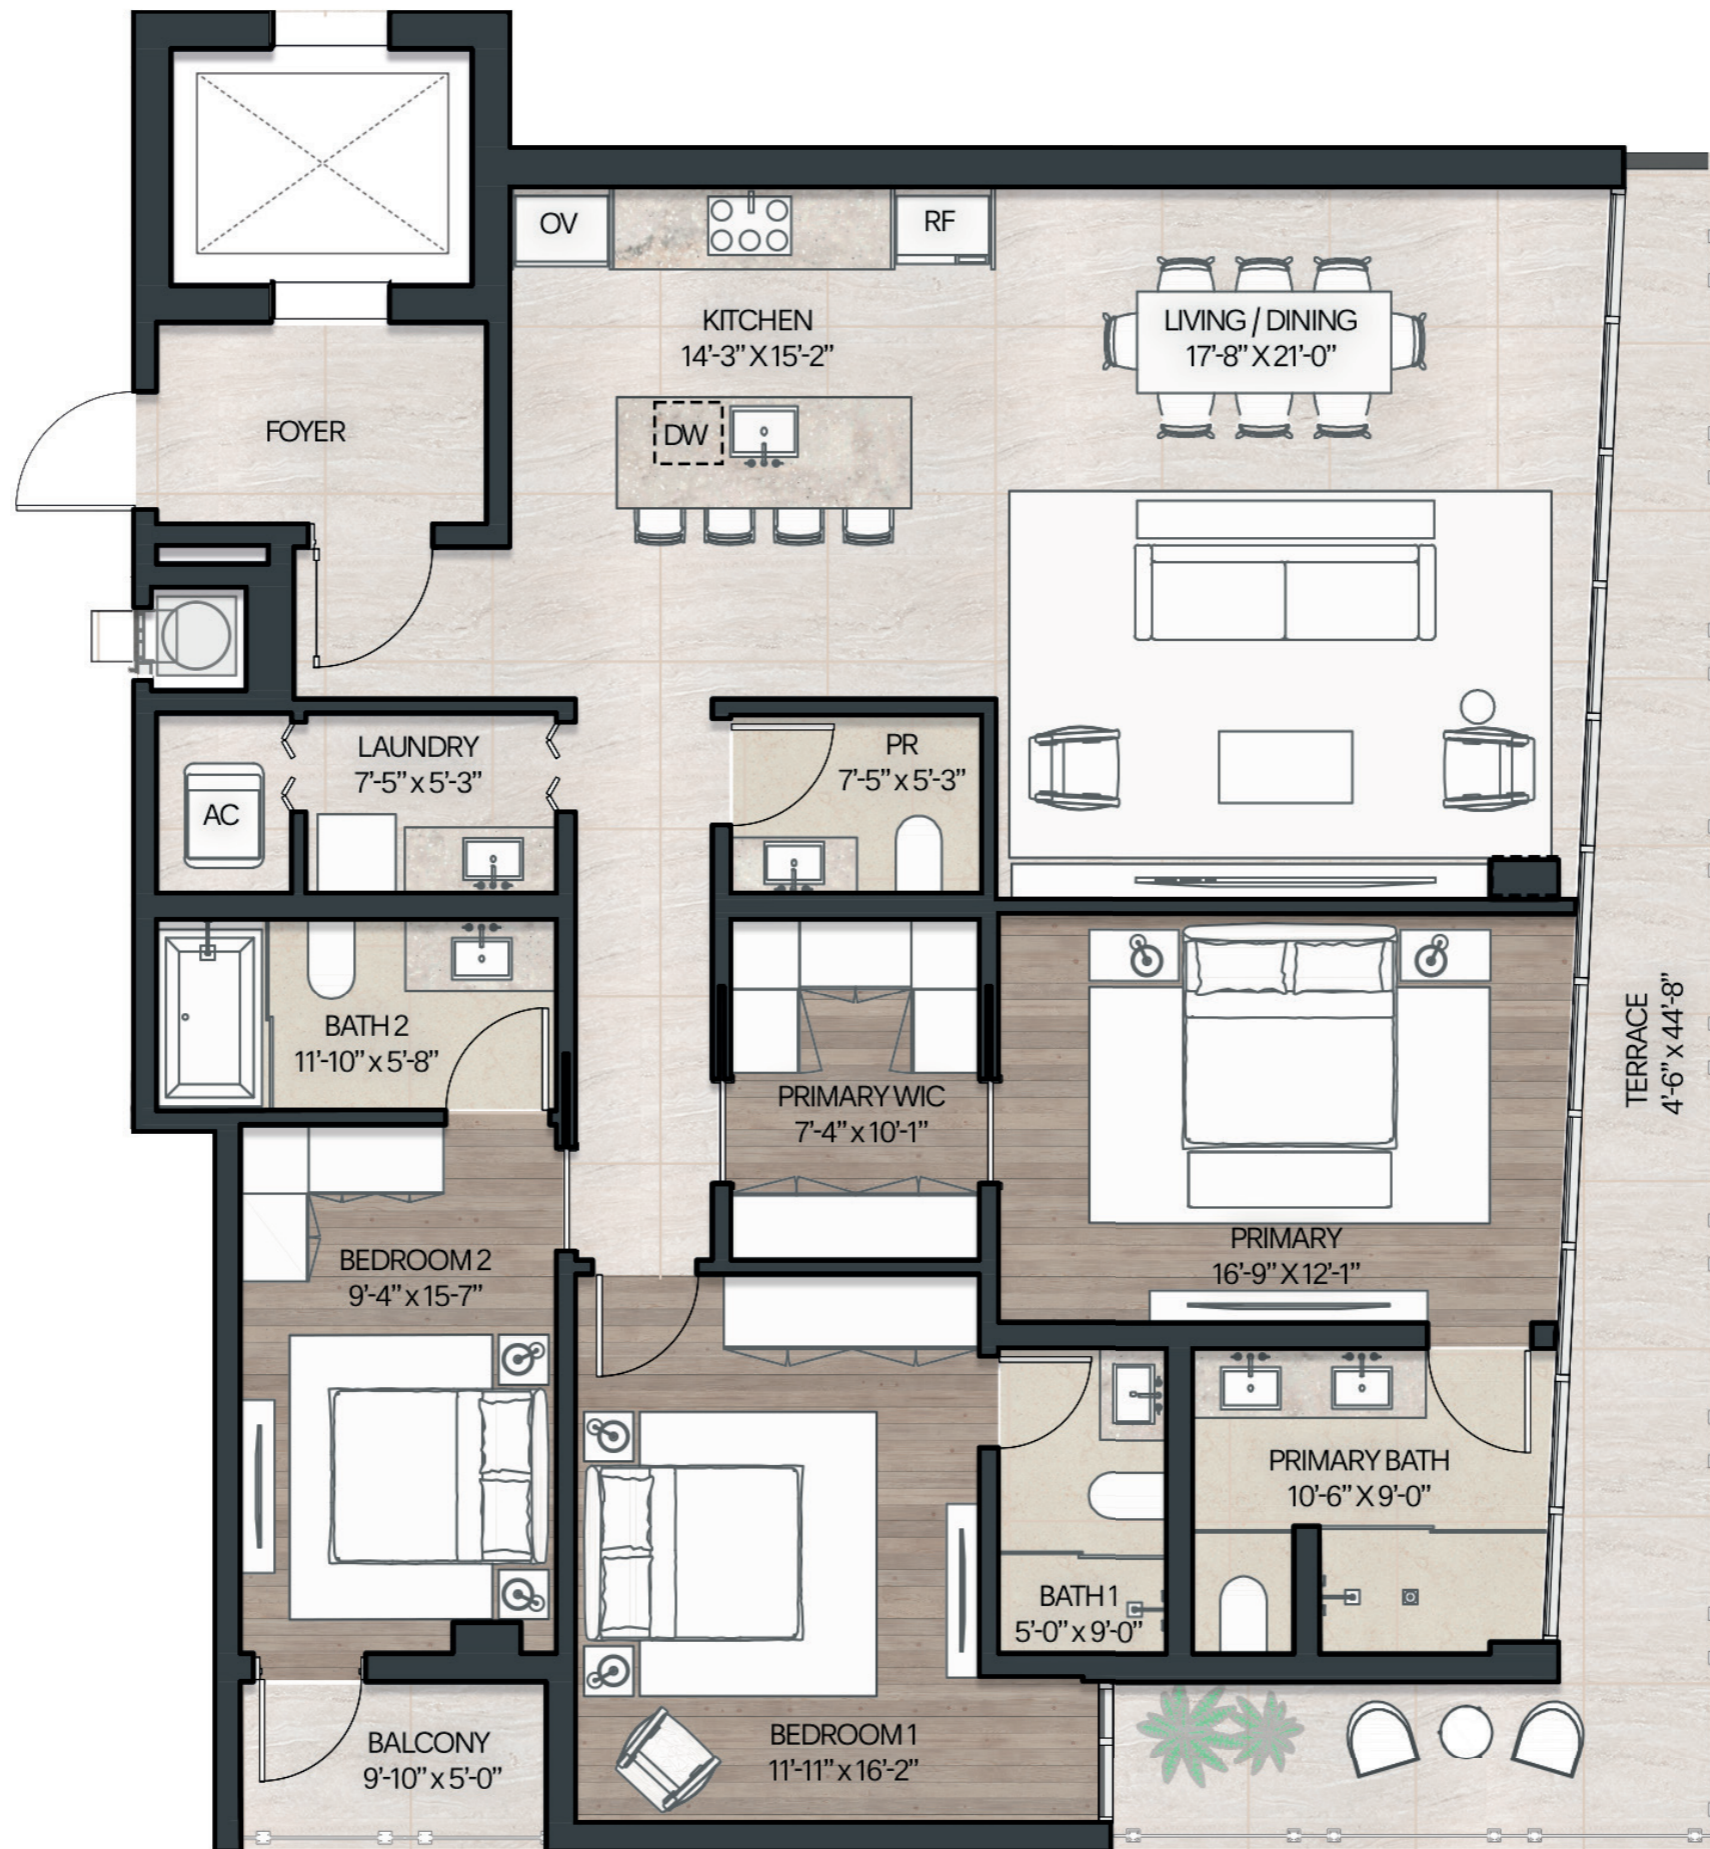 OV
RF
KITCHEN
14'-3” X 15'-2”
LIVING / DINING
17'-8” X 21'-0”
FOYER
DW
LAUNDRY
7'-5” x 5'-3”
PR
7'-5” x 5'-3”
AC
BATH 2
11'-10” x 5'-8”
PRIMARY WIC
7'-4” x 10'-1”
TERRACE
4'-6” x 44'-8”
PRIMARY
16'-9” X 12'-1”
BEDROOM 2
9'-4” x 15-7”
PRIMARY BATH
10'-6” X 9'-0”
BATH 1
5'-0” x 9'-0”
BEDROOM 1
11'-11” x 16'-2”
BALCONY
9'-10” x 5'-0”